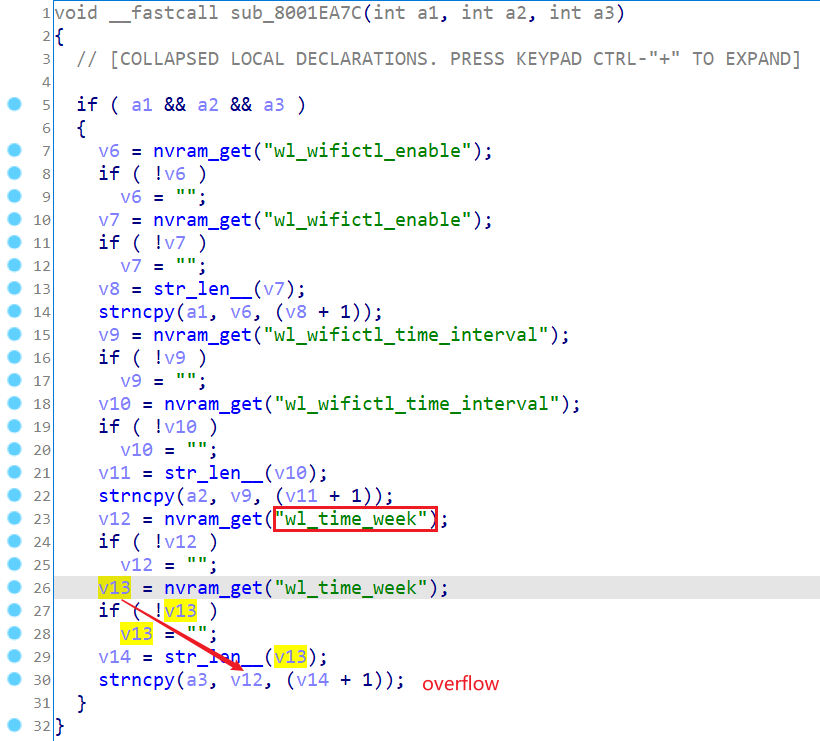 1 void __fastcall sub_8001EA7C(int a1, int a2, int a3)
2 {
3 // [COLLAPSED LOCAL DECLARATIONS. PRESS KEYPAD CTRL-"+" TO EXPAND]
4
5 if ( a1 && a2 && a3 )
6 {
7 v6 = nvram_get("wl_wifictl_enable");
8 if ( !v6 )
9 v6 = "";
10 v7 = nvram_get("wl_wifictl_enable");
11 if ( !v7 )
12 v7 = "";
13 v8 = str_len__(v7);
14 strncpy(a1, v6, (v8 + 1));
15 v9 = nvram_get("wl_wifictl_time_interval");
16 if ( !v9 )
17 v9 = "";
18 v10 = nvram_get("wl_wifictl_time_interval");
19 if ( !v10 )
20 v10 = "";
21 v11 = str_len__(v10);
22 strncpy(a2, v9, (v11 + 1));
23 v12 = nvram_get("wl_time_week");
24 if ( !v12 )
25 v12 = "";
26 v13 = nvram_get("wl_time_week");
27 if ( !v13 )
28 v13 = "";
29 v14 = str_len__(v13);
30 strncpy(a3, v12, (v14 + 1)); overflow
31 }
32 }